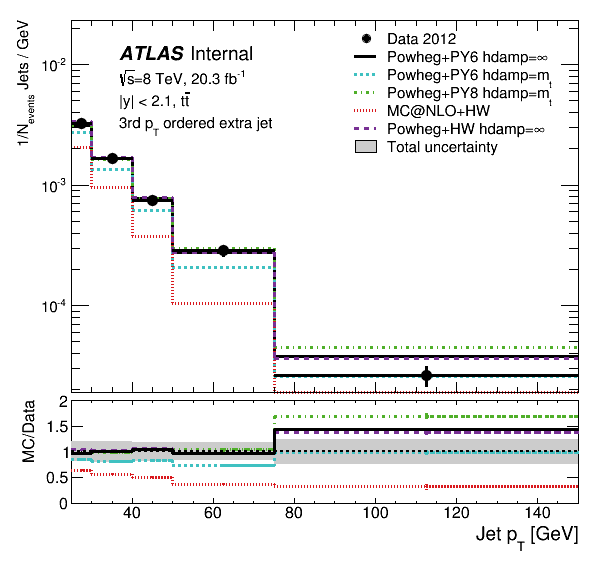 ATLAS Internal
√s=8 TeV, 20.3 fb⁻¹
|y| < 2.1, tt̄
3rd p_T ordered extra jet
Data 2012
Powheg+PY6 hdamp=∞
Powheg+PY6 hdamp=m_t
Powheg+PY8 hdamp=m_t
MC@NLO+HW
Powheg+HW hdamp=∞
Total uncertainty
1/N_events Jets / GeV
10⁻²
10⁻³
10⁻⁴
MC/Data
2
1.5
1
0.5
0
40 60 80 100 120 140
Jet p_T [GeV]